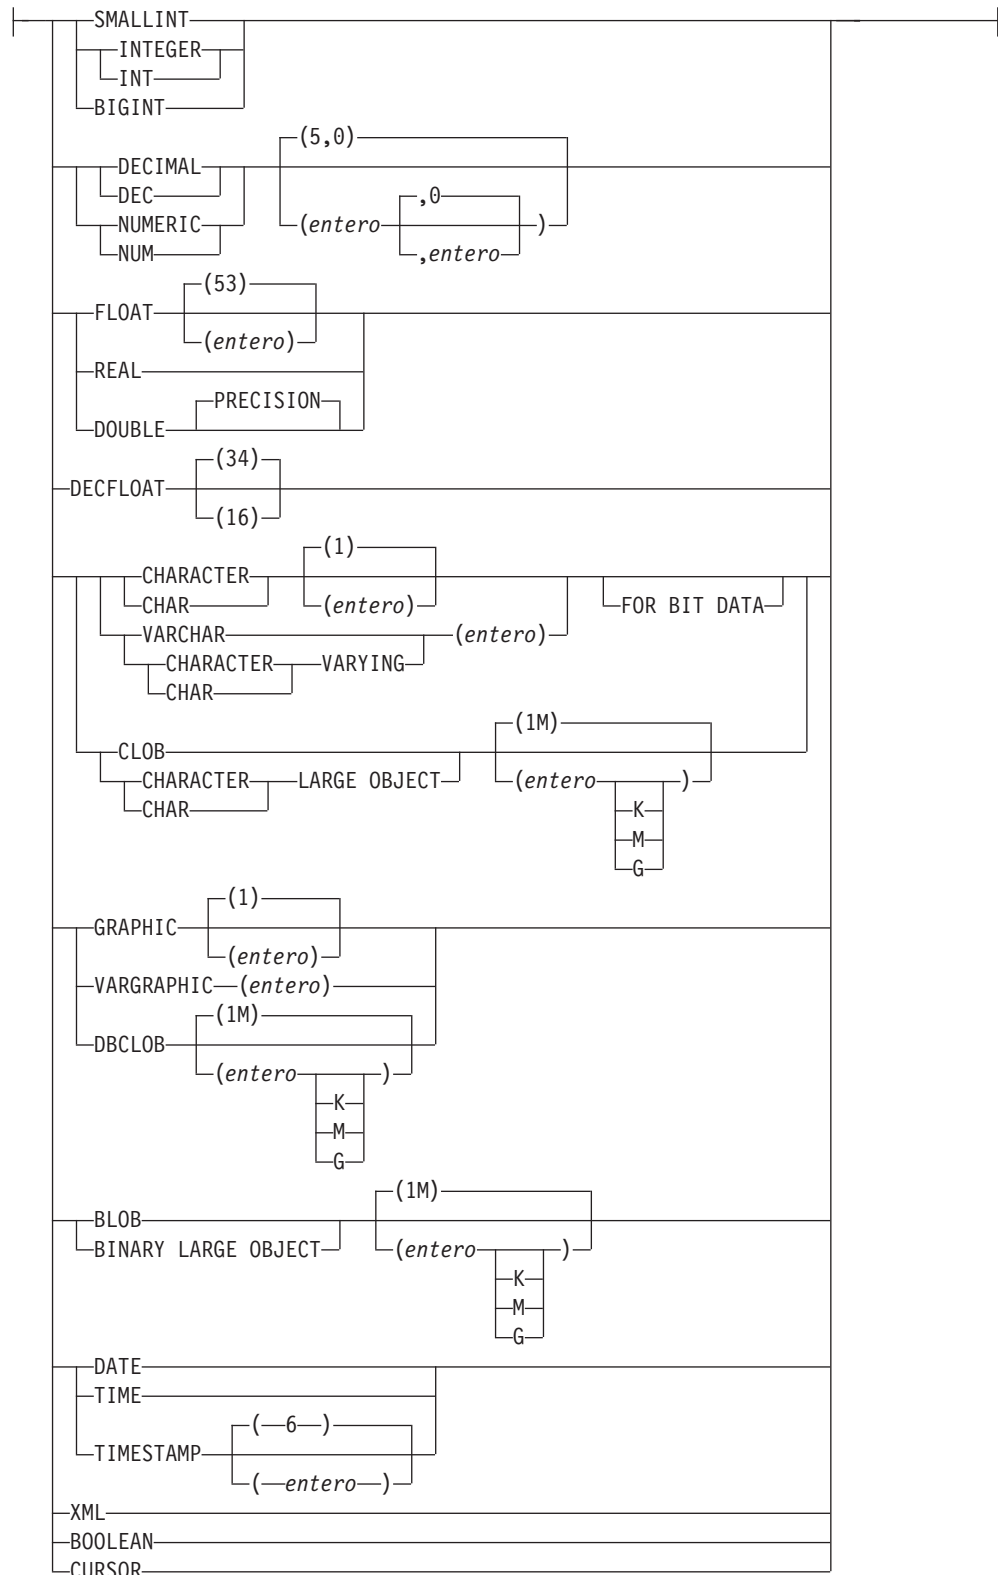 SMALLINT
INTEGER
INT
BIGINT
(5,0)
DECIMAL
DEC
,0
NUMERIC
(entero )
NUM
,entero
(53)
FLOAT
(entero)
REAL
PRECISION
DOUBLE
(34)
DECFLOAT
(16)
(1)
CHARACTER
CHAR (entero) FOR BIT DATA
VARCHAR (entero)
CHARACTER VARYING
CHAR
(1M)
CLOB
CHARACTER LARGE OBJECT (entero )
CHAR K
M
G
(1)
GRAPHIC
(entero)
VARGRAPHIC (entero)
(1M)
DBCLOB
(entero )
K
M
G
(1M)
BLOB
BINARY LARGE OBJECT (entero )
K
M
G
DATE
TIME
( 6 )
TIMESTAMP
( entero )
XML
BOOLEAN
CURSOR